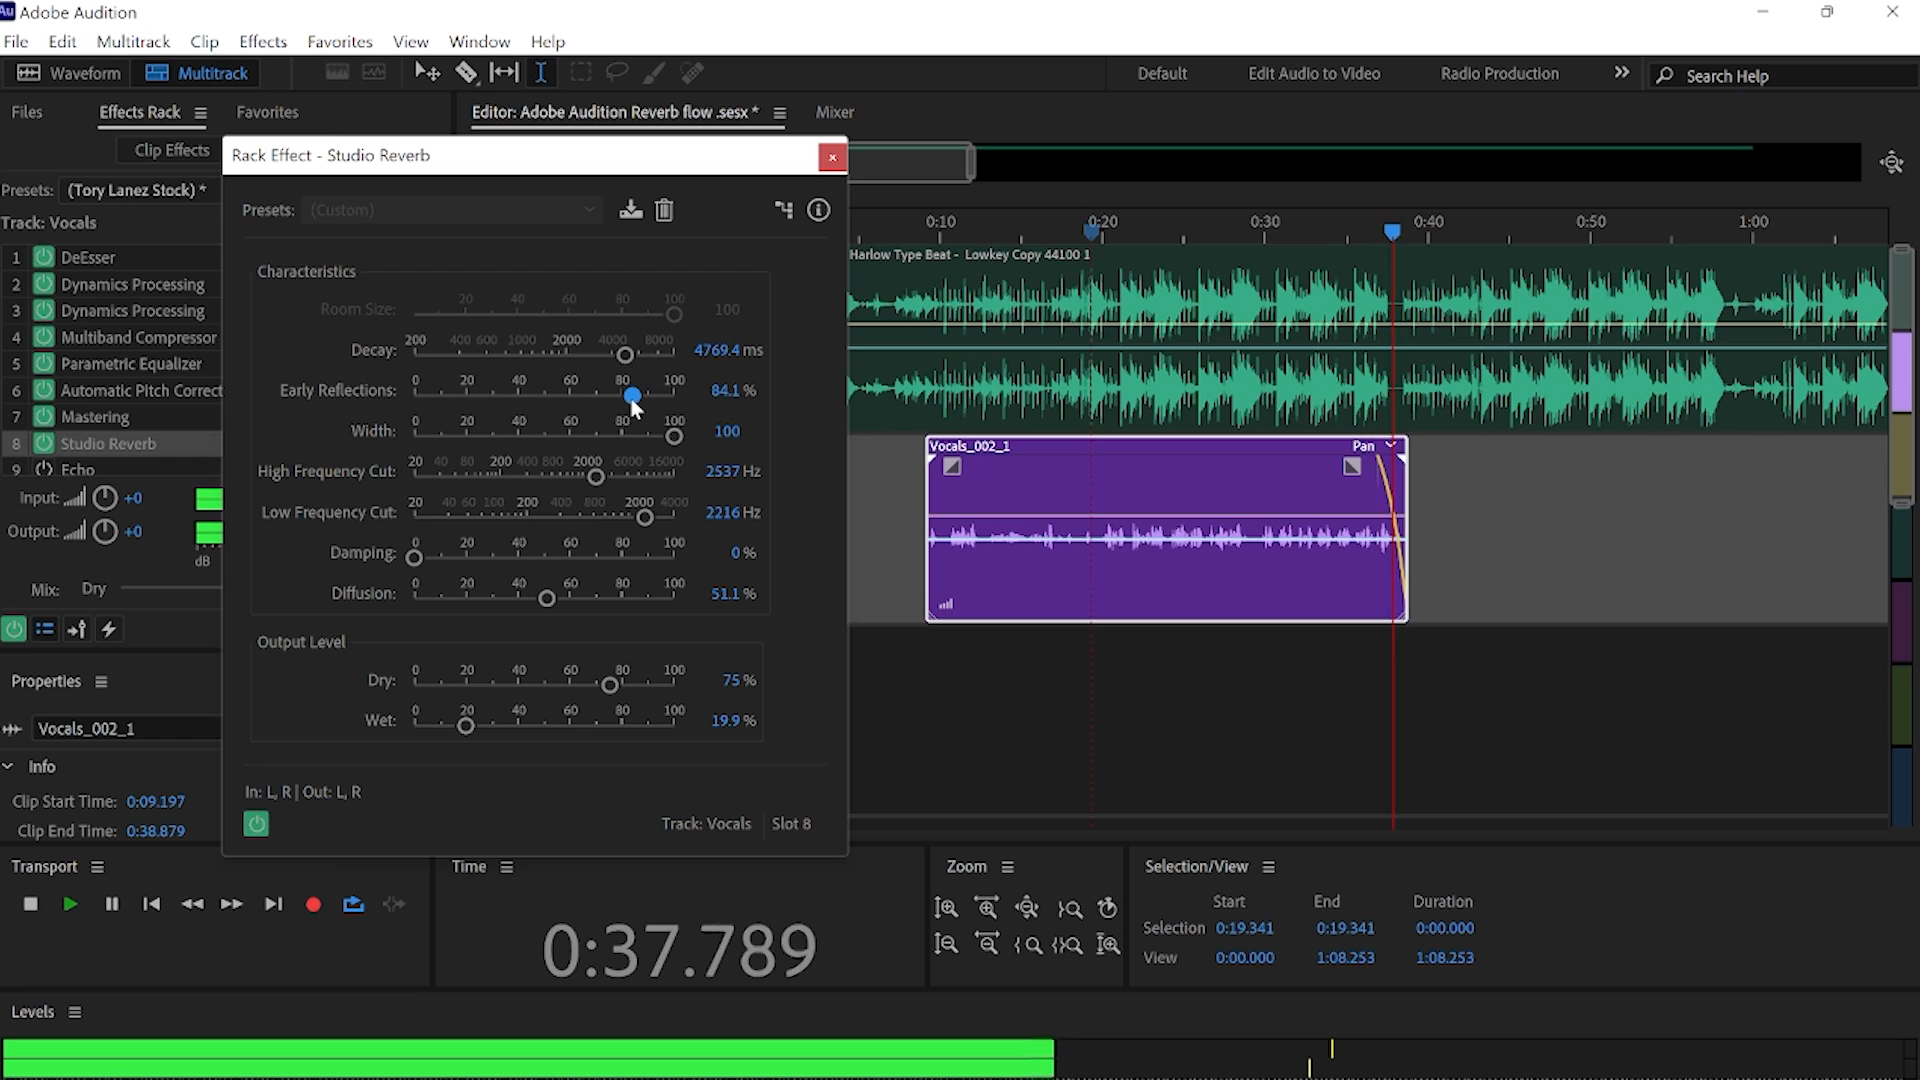 Au Adobe Audition
File Edit Multitrack Clip Effects Favorites View Window Help
Waveform Multitrack Default Edit Audio to Video Radio Production Search Help
Files Effects Rack Favorites Editor: Adobe Audition Reverb flow .sesx * Mixer
Clip Effects
Presets: (Tory Lanez Stock) *
Track: Vocals
1 DeEsser
2 Dynamics Processing
3 Dynamics Processing
4 Multiband Compressor
5 Parametric Equalizer
6 Automatic Pitch Correct
7 Mastering
8 Studio Reverb
9 Echo
Input: +0
Output: +0
dB
Mix: Dry
Properties
Vocals_002_1
Info
Clip Start Time: 0:09.197
Clip End Time: 0:38.879
Rack Effect - Studio Reverb
Presets: (Custom)
Characteristics
20 40 60 80 100
Room Size: 100
200 400 600 1000 2000 4000 8000
Decay: 4769.4 ms
0 20 40 60 80 100
Early Reflections: 84.1 %
0 20 40 60 80 100
Width: 100
20 40 80 200 400 800 2000 6000 16000
High Frequency Cut: 2537 Hz
20 40 60 100 200 400 800 2000 4000
Low Frequency Cut: 2216 Hz
0 20 40 60 80 100
Damping: 0 %
0 20 40 60 80 100
Diffusion: 51.1 %
Output Level
0 20 40 60 80 100
Dry: 75 %
0 20 40 60 80 100
Wet: 19.9 %
In: L, R | Out: L, R
Track: Vocals Slot 8
0:10 0:20 0:30 0:40 0:50 1:00
Harlow Type Beat - Lowkey Copy 44100 1
Vocals_002_1 Pan
Transport
Time
0:37.789
Zoom
Selection/View
Start End Duration
Selection 0:19.341 0:19.341 0:00.000
View 0:00.000 1:08.253 1:08.253
Levels